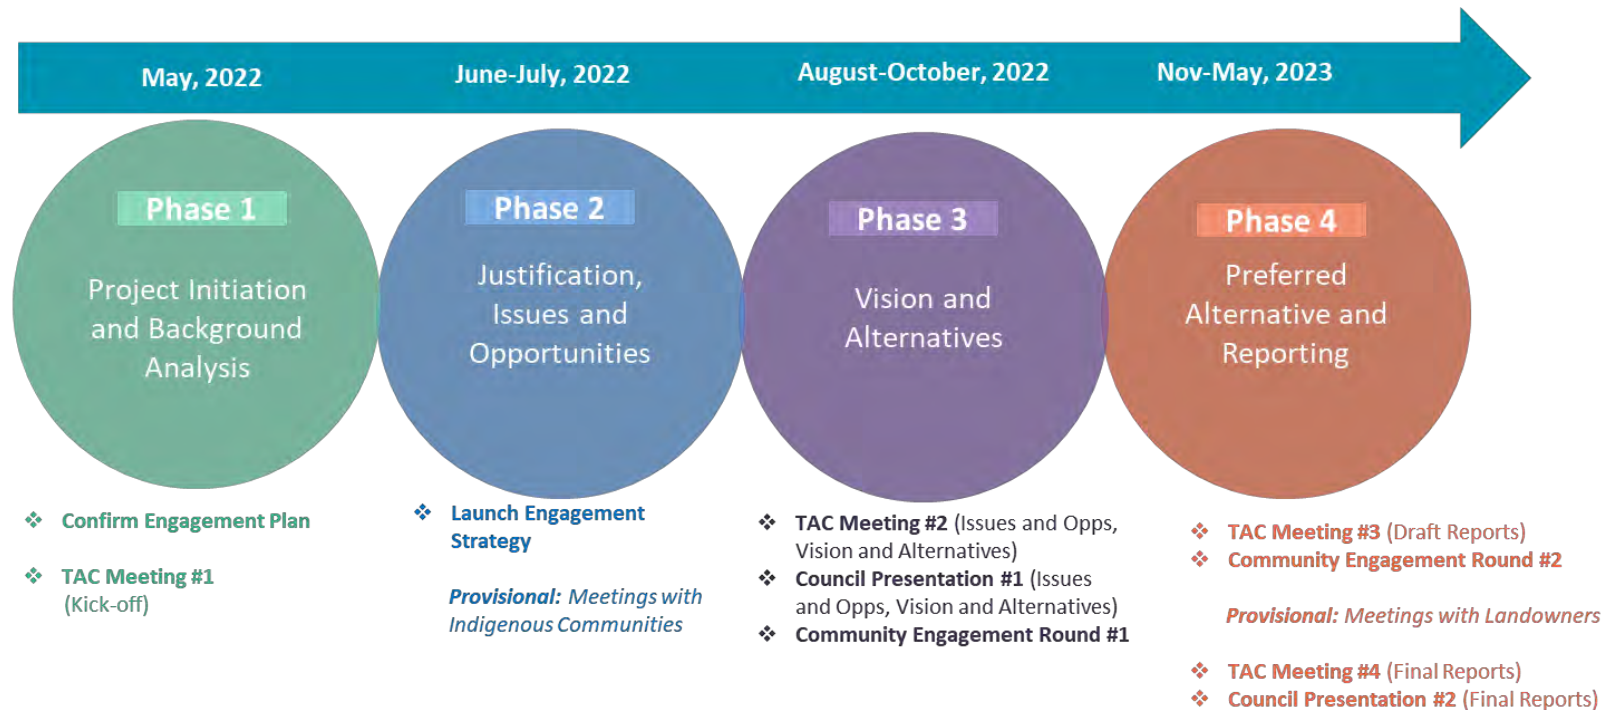 May, 2022
June-July, 2022
August-October, 2022
Nov-May, 2023
Phase 1
Project Initiation
and Background
Analysis
Phase 2
Justification,
Issues and
Opportunities
Phase 3
Vision and
Alternatives
Phase 4
Preferred
Alternative and
Reporting
❖ Confirm Engagement Plan
❖ TAC Meeting #1
(Kick-off)
❖ Launch Engagement
Strategy
Provisional: Meetings with
Indigenous Communities
❖ TAC Meeting #2 (Issues and Opps,
Vision and Alternatives)
❖ Council Presentation #1 (Issues
and Opps, Vision and Alternatives)
❖ Community Engagement Round #1
❖ TAC Meeting #3 (Draft Reports)
❖ Community Engagement Round #2
Provisional: Meetings with Landowners
❖ TAC Meeting #4 (Final Reports)
❖ Council Presentation #2 (Final Reports)